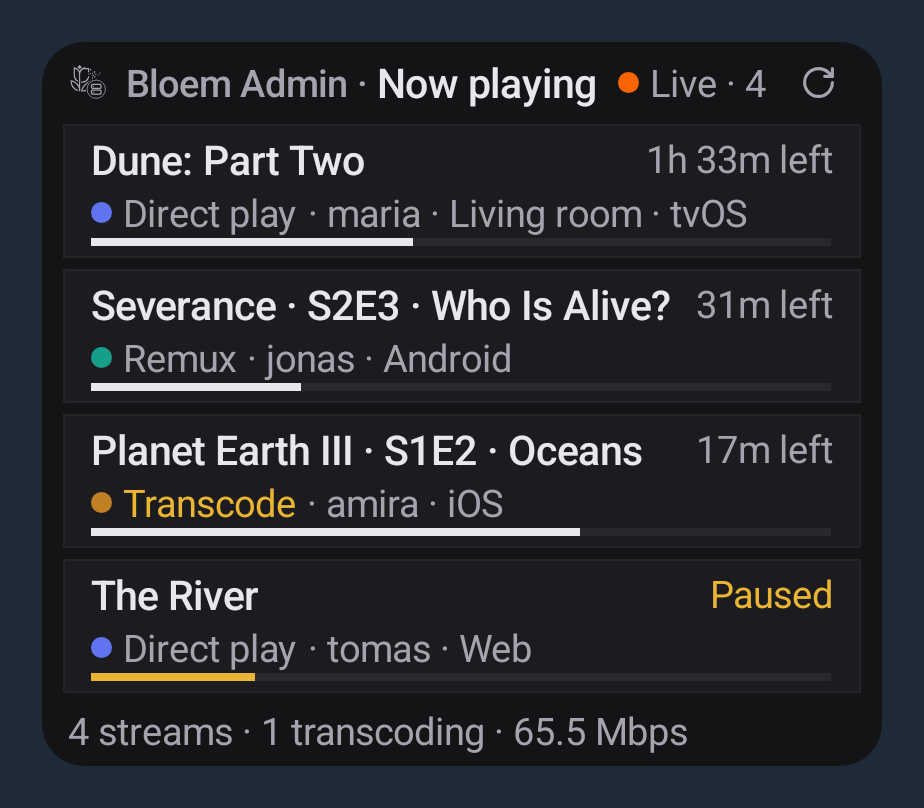 Bloem Admin · Now playing Live · 4
Dune: Part Two 1h 33m left
Direct play · maria · Living room · tvOS
Severance · S2E3 · Who Is Alive? 31m left
Remux · jonas · Android
Planet Earth III · S1E2 · Oceans 17m left
Transcode · amira · iOS
The River Paused
Direct play · tomas · Web
4 streams · 1 transcoding · 65.5 Mbps